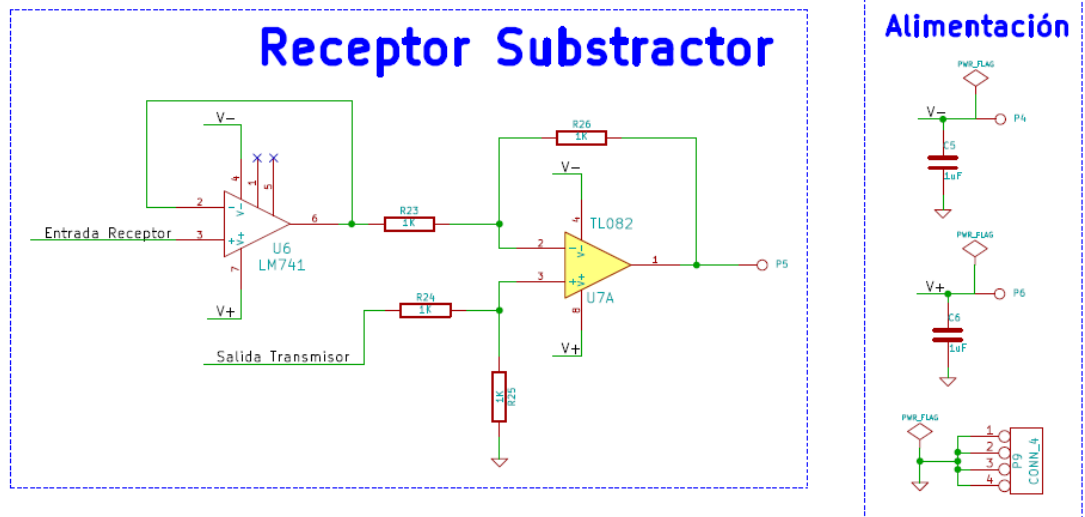 Receptor Substractor
V-
4
1
5
2
6
Entrada Receptor
3
-
V-
+
V+
U6
LM741
7
V+
R23
1K
R26
1K
V-
4
TL082
2
-
V-
1
P5
3
+
V+
U7A
8
V+
R24
1K
Salida Transmisor
1K
R25
Alimentación
PWR_FLAG
V-
P4
C5
1uF
PWR_FLAG
V+
P6
C6
1uF
PWR_FLAG
1
2
3
4
P9
CONN_4